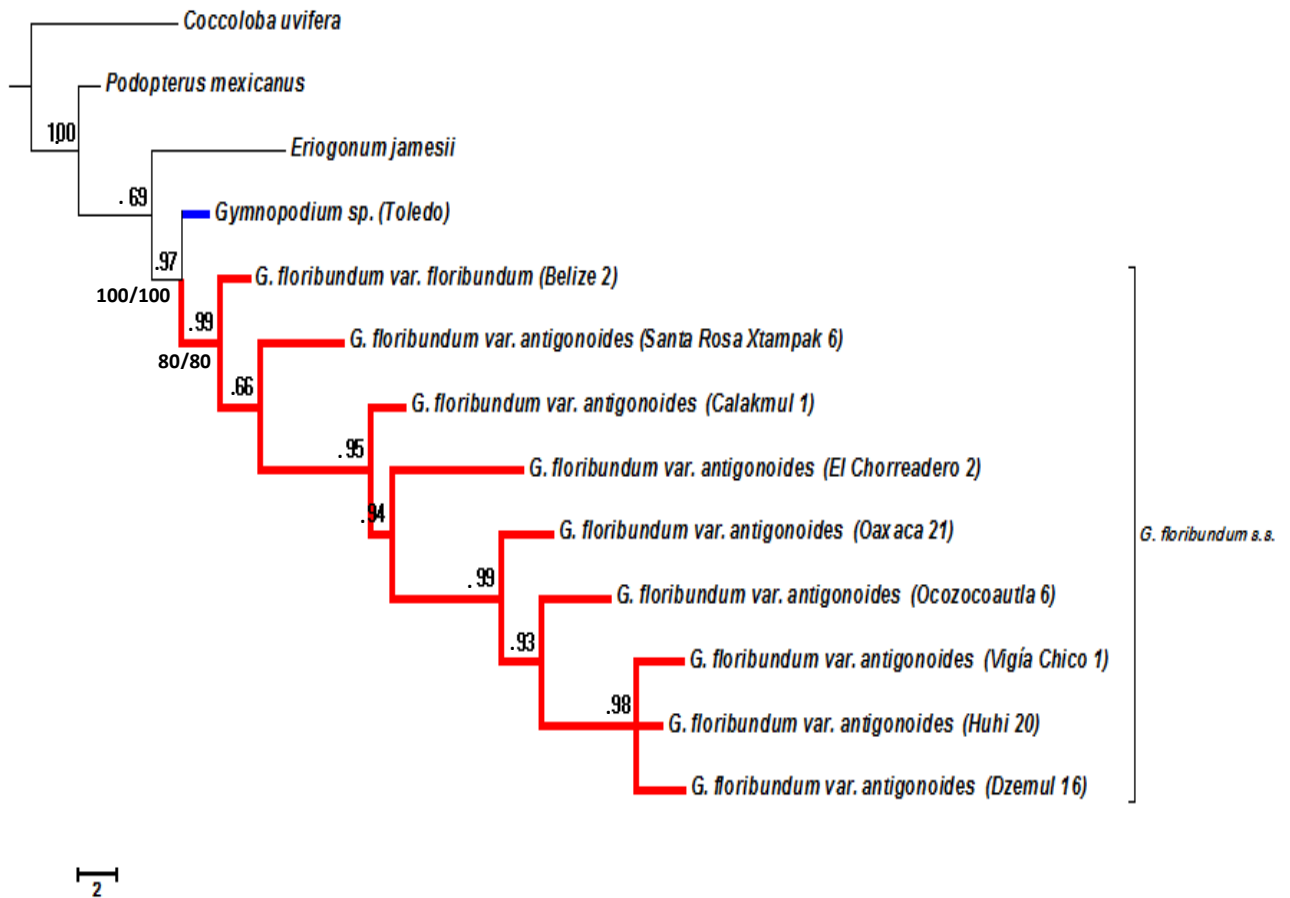 Coccoloba uvifera
Podopterus mexicanus
1.00
Eriogonum jamesii
.69
Gymnopodium sp. (Toledo)
.97
G. floribundum var. floribundum (Belize 2)
100/100
.99
G. floribundum var. antigonoides (Santa Rosa Xtampak 6)
80/80
.66
G. floribundum var. antigonoides (Calakmul 1)
.95
G. floribundum var. antigonoides (El Chorreadero 2)
.94
G. floribundum var. antigonoides (Oaxaca 21)
G. floribundum s.s.
.99
G. floribundum var. antigonoides (Ocozocoautla 6)
.93
G. floribundum var. antigonoides (Vigía Chico 1)
.98
G. floribundum var. antigonoides (Huhi 20)
G. floribundum var. antigonoides (Dzemul 16)
2